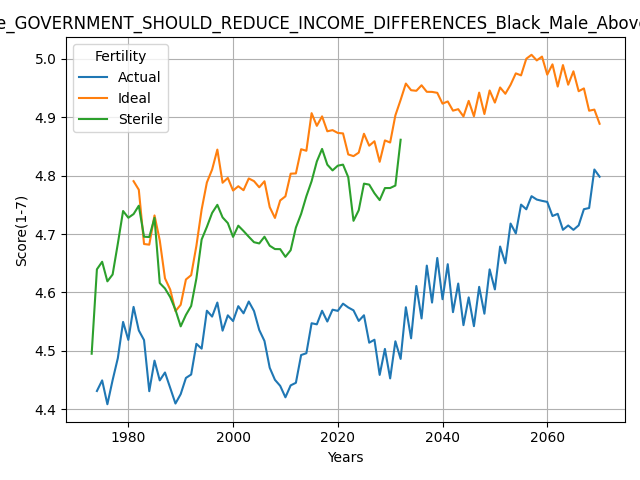 e_GOVERNMENT_SHOULD_REDUCE_INCOME_DIFFERENCES_Black_Male_Above
Fertility
Actual
Ideal
Sterile
Score(1-7)
5.0
4.9
4.8
4.7
4.6
4.5
4.4
1980 2000 2020 2040 2060
Years